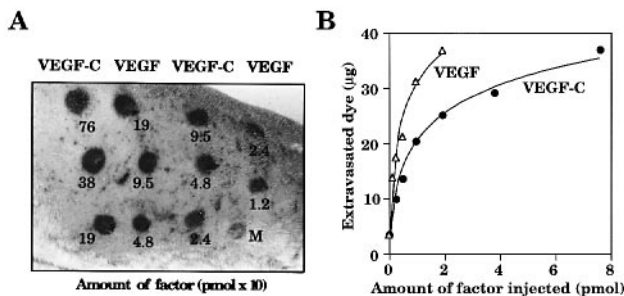 A
VEGF-C VEGF VEGF-C VEGF
76 19 9.5 2.4
38 9.5 4.8 1.2
19 4.8 2.4 M
Amount of factor (pmol x 10)
B
Extravasated dye (µg)
40
30
20
10
0
VEGF
VEGF-C
0 2 4 6 8
Amount of factor injected (pmol)